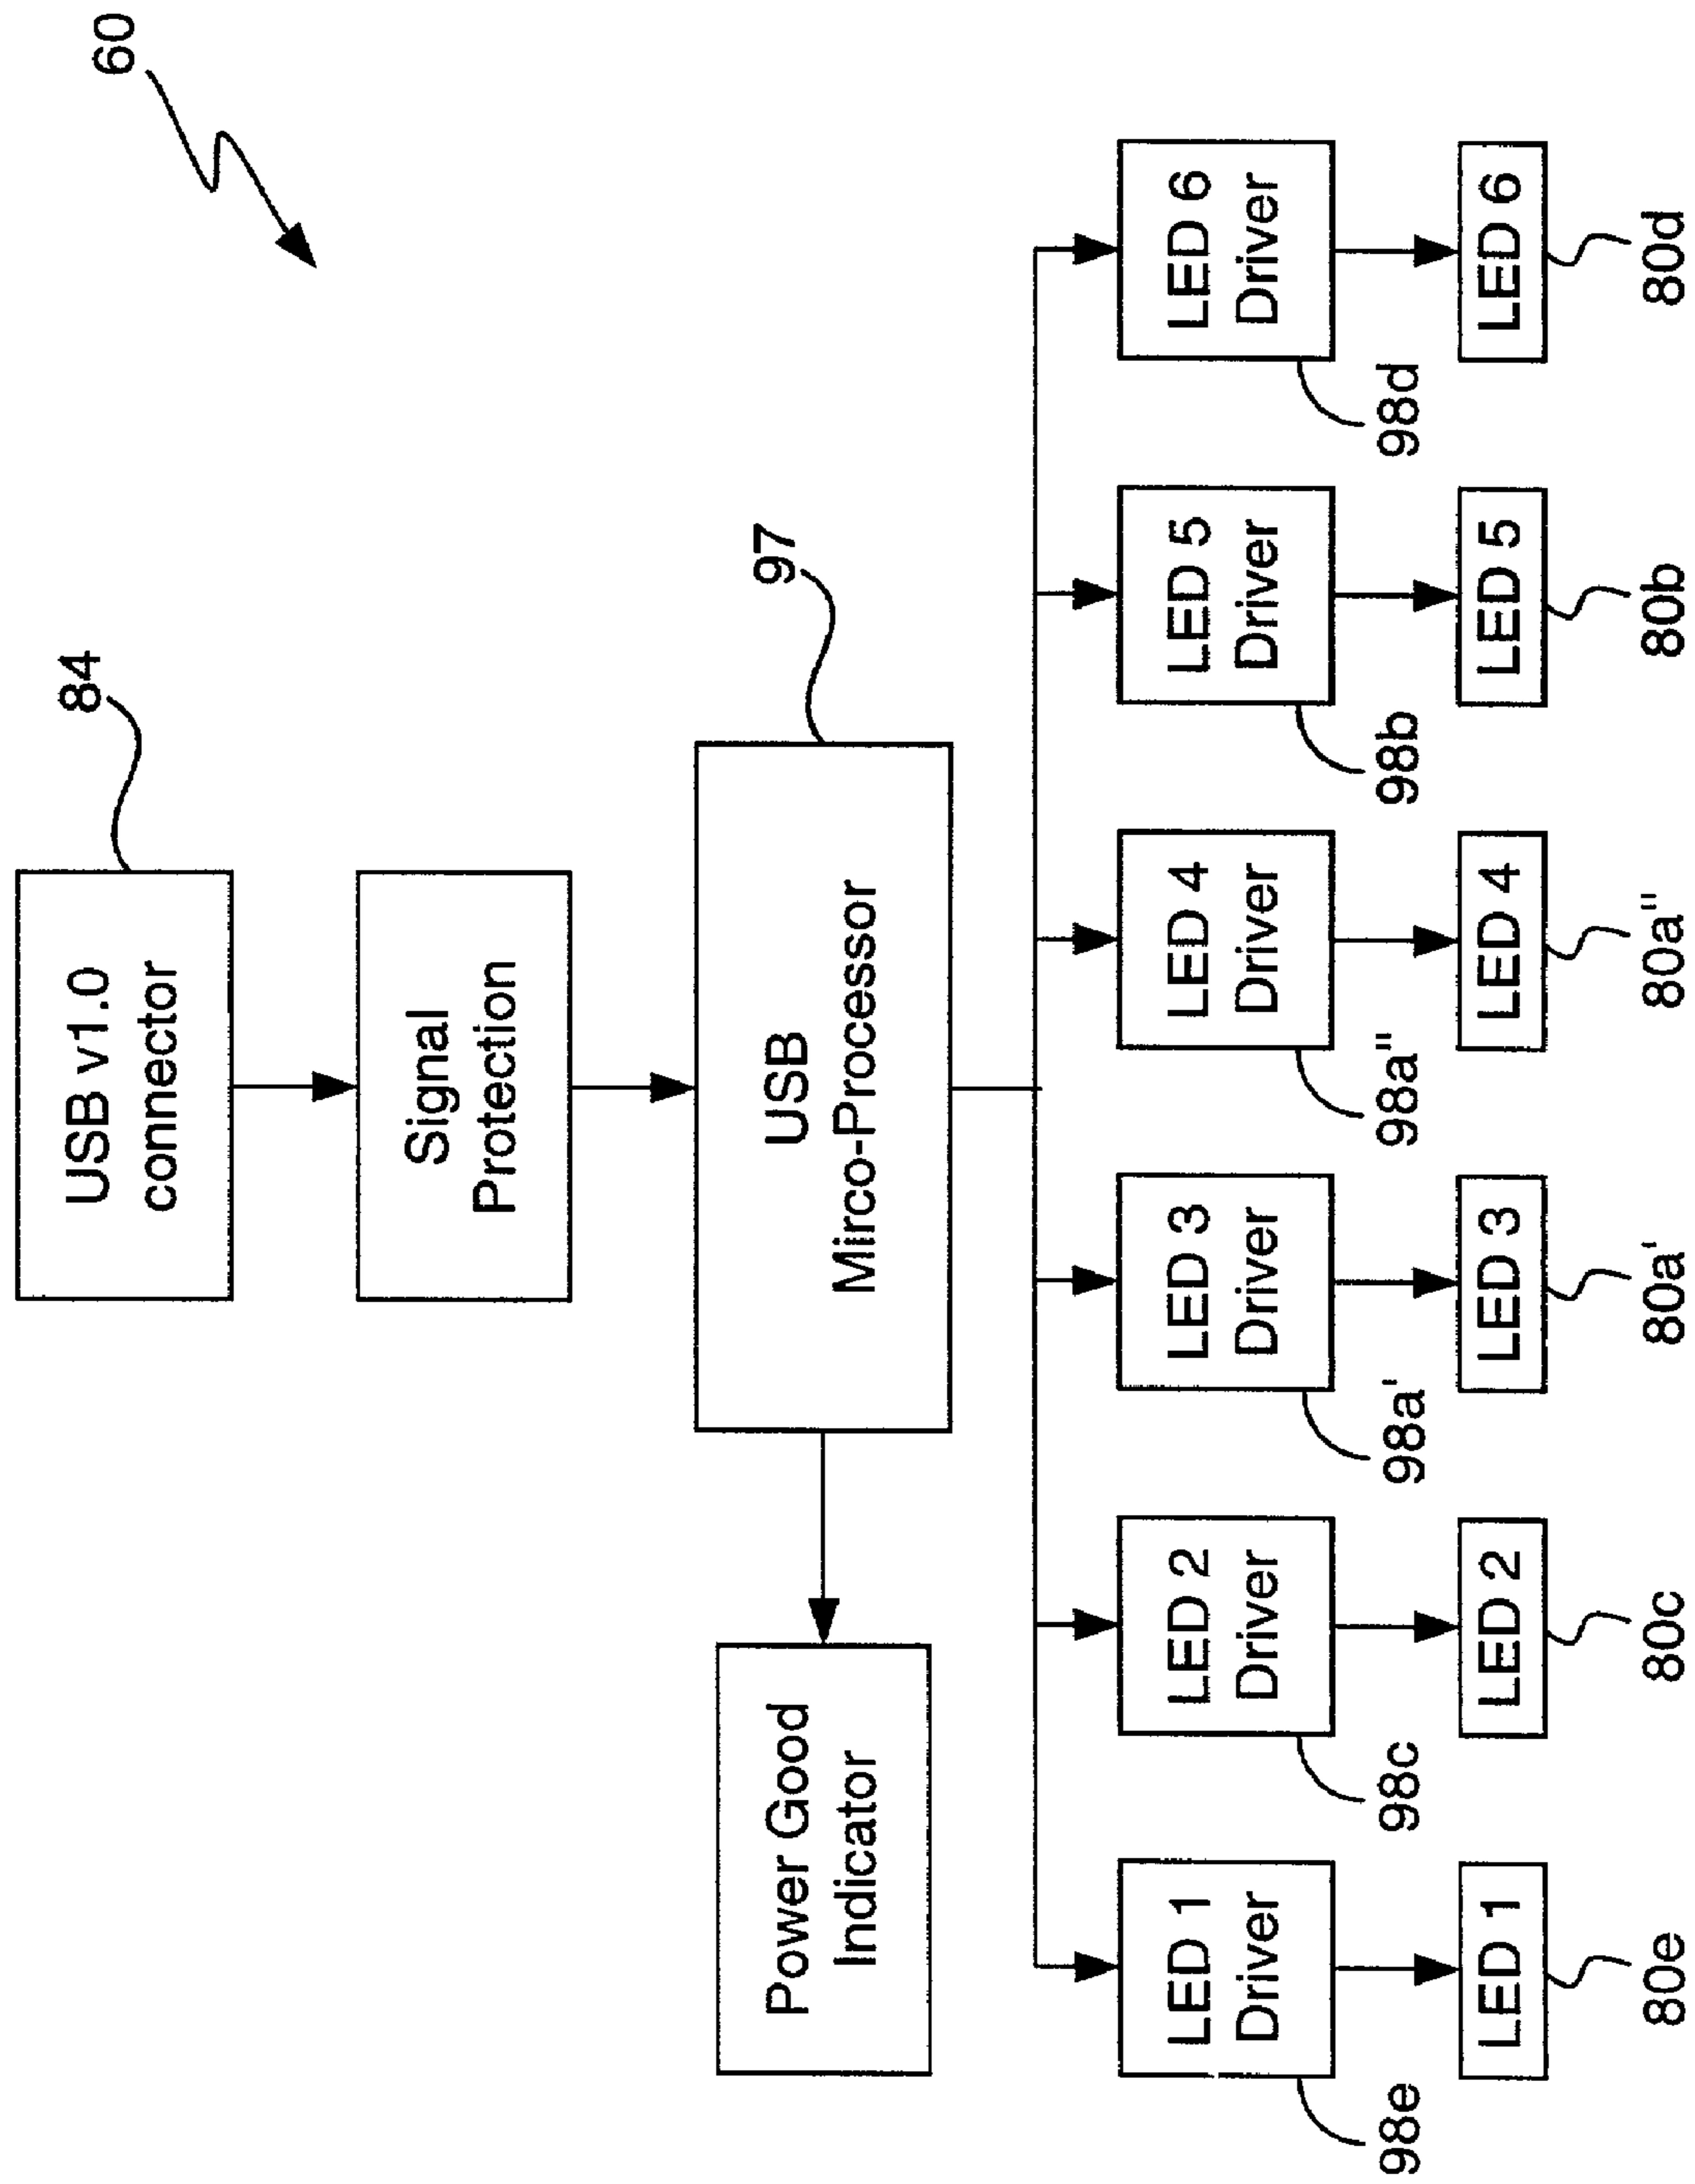 60
USB v1.0
connector
84
Signal
Protection
97
USB
Mirco-Processor
Power Good
Indicator
LED 1
Driver
LED 2
Driver
LED 3
Driver
LED 4
Driver
LED 5
Driver
LED 6
Driver
98e
98c
98a'
98a"
98b
98d
LED 1
LED 2
LED 3
LED 4
LED 5
LED 6
80e
80c
80a'
80a"
80b
80d